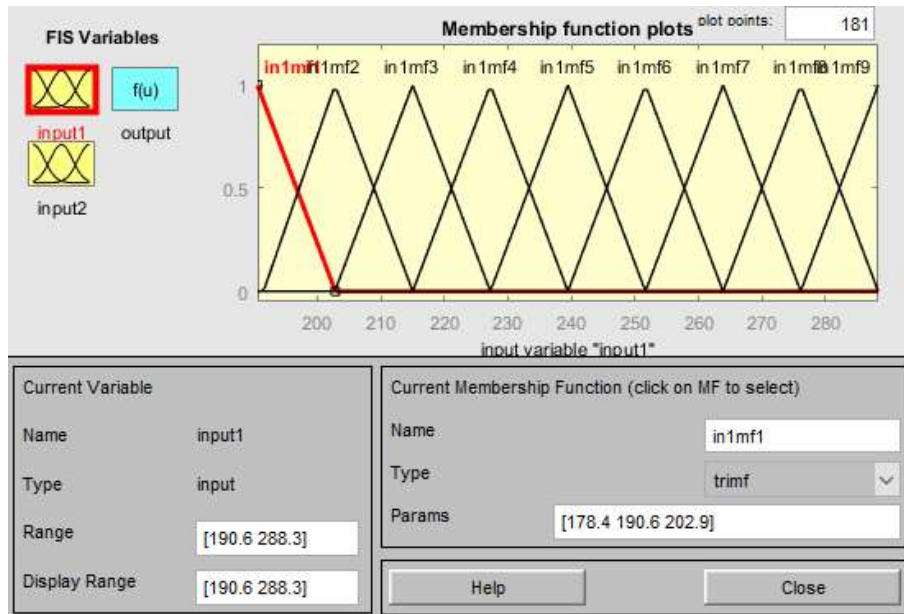 FIS Variables
Membership function plots
plot points:
181
f(u)
input1
output
input2
in1mf1
in1mf2
in1mf3
in1mf4
in1mf5
in1mf6
in1mf7
in1mf8
in1mf9
1
0.5
0
200 210 220 230 240 250 260 270 280
input variable "input1"
Current Variable
Name input1
Type input
Range [190.6 288.3]
Display Range [190.6 288.3]
Current Membership Function (click on MF to select)
Name in1mf1
Type trimf
Params [178.4 190.6 202.9]
Help
Close